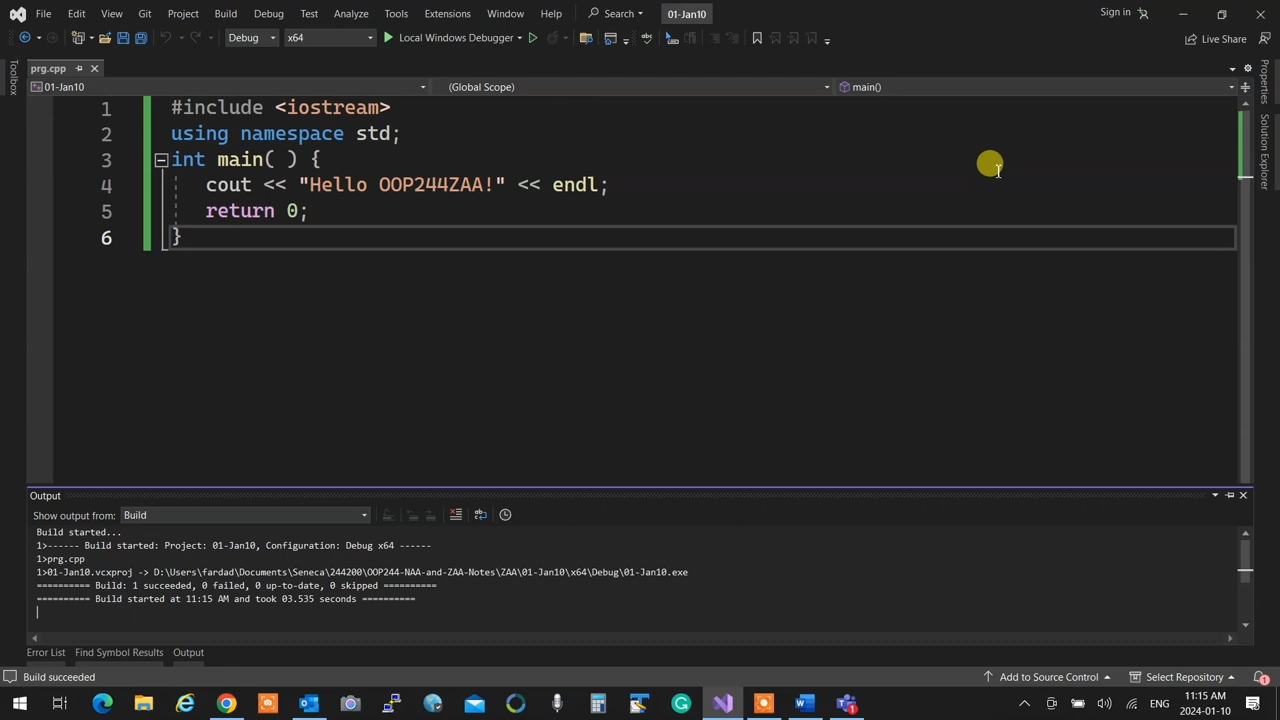 File Edit View Git Project Build Debug Test Analyze Tools Extensions Window Help Search 01-Jan10 Sign in
Debug x64 Local Windows Debugger Live Share
Toolbox
prg.cpp
01-Jan10 (Global Scope) main()
1 #include <iostream>
2 using namespace std;
3 int main( ) {
4 cout << "Hello OOP244ZAA!" << endl;
5 return 0;
6 }
Properties
Solution Explorer
Output
Show output from: Build
Build started...
1>------ Build started: Project: 01-Jan10, Configuration: Debug x64 ------
1>prg.cpp
1>01-Jan10.vcxproj -> D:\Users\fardad\Documents\Seneca\244200\OOP244-NAA-and-ZAA-Notes\ZAA\01-Jan10\x64\Debug\01-Jan10.exe
========== Build: 1 succeeded, 0 failed, 0 up-to-date, 0 skipped ==========
========== Build started at 11:15 AM and took 03.535 seconds ==========
Error List Find Symbol Results Output
Build succeeded Add to Source Control Select Repository 1
ENG 11:15 AM
2024-01-10